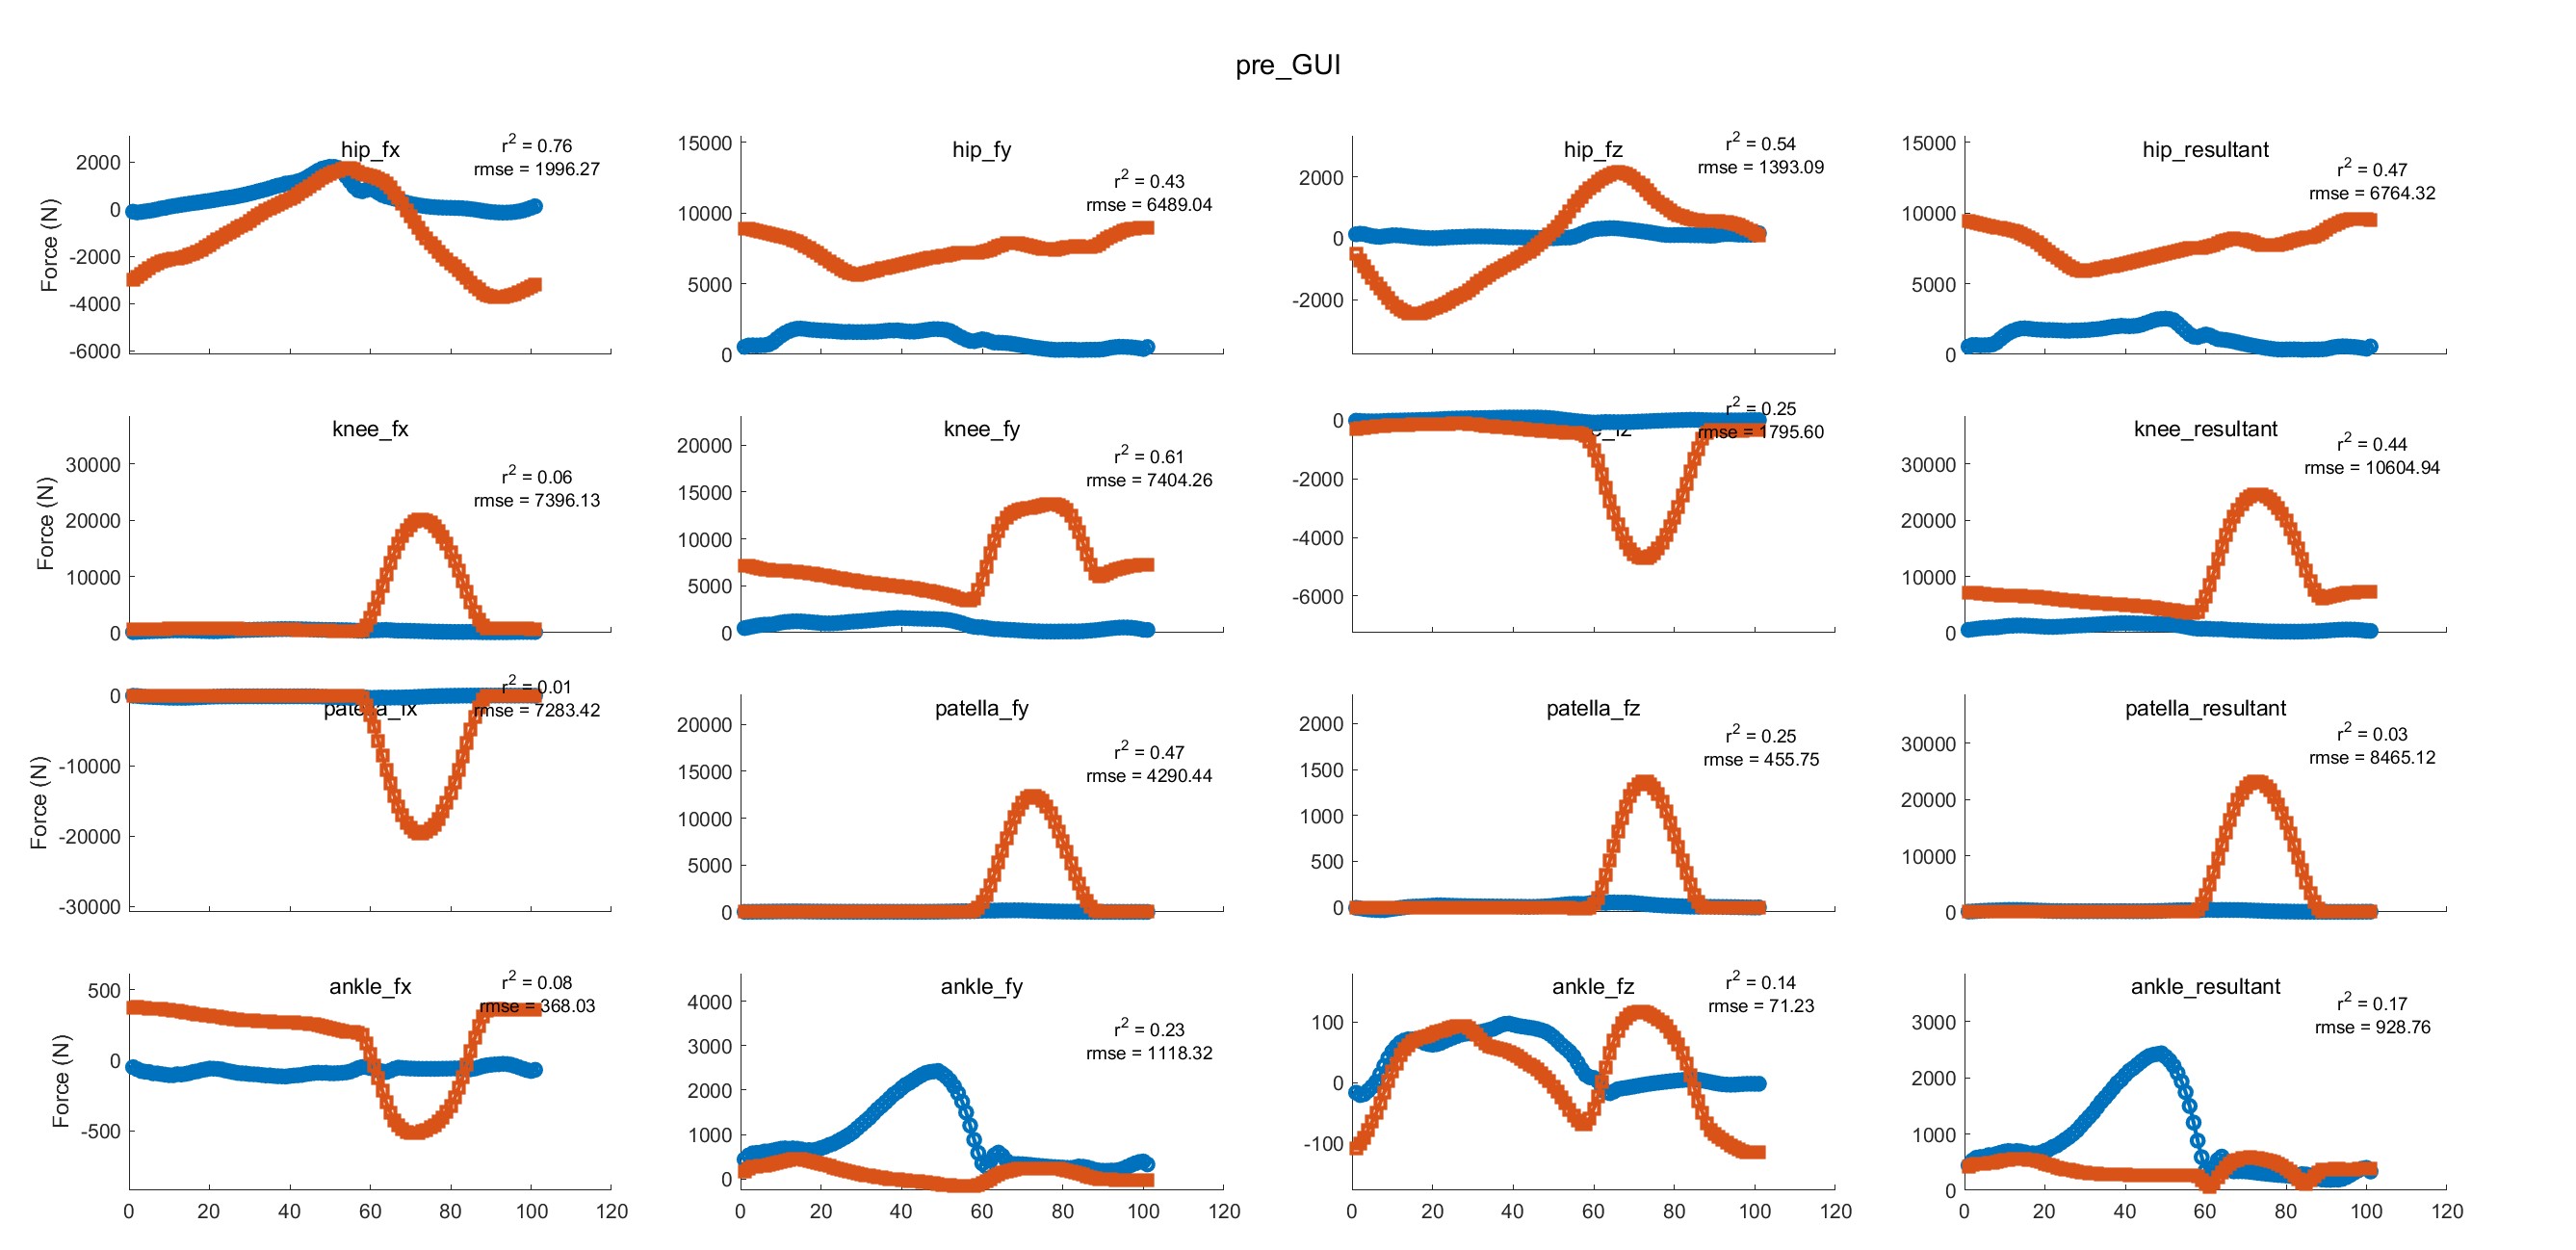 pre_GUI
hip_fx
r2 = 0.76
rmse = 1996.27
2000
0
-2000
-4000
-6000
Force (N)
hip_fy
r2 = 0.43
rmse = 6489.04
15000
10000
5000
0
hip_fz
r2 = 0.54
rmse = 1393.09
2000
0
-2000
hip_resultant
r2 = 0.47
rmse = 6764.32
15000
10000
5000
0
knee_fx
r2 = 0.06
rmse = 7396.13
30000
20000
10000
0
Force (N)
knee_fy
r2 = 0.61
rmse = 7404.26
20000
15000
10000
5000
0
r2 = 0.25
rmse = 1795.60
0
-2000
-4000
-6000
knee_resultant
r2 = 0.44
rmse = 10604.94
30000
20000
10000
0
r2 = 0.01
rmse = 7283.42
patella_fx
0
-10000
-20000
-30000
Force (N)
patella_fy
r2 = 0.47
rmse = 4290.44
20000
15000
10000
5000
0
patella_fz
r2 = 0.25
rmse = 455.75
2000
1500
1000
500
0
patella_resultant
r2 = 0.03
rmse = 8465.12
30000
20000
10000
0
ankle_fx
r2 = 0.08
rmse = 368.03
500
0
-500
Force (N)
0 20 40 60 80 100 120
ankle_fy
r2 = 0.23
rmse = 1118.32
4000
3000
2000
1000
0
0 20 40 60 80 100 120
ankle_fz
r2 = 0.14
rmse = 71.23
100
0
-100
0 20 40 60 80 100 120
ankle_resultant
r2 = 0.17
rmse = 928.76
3000
2000
1000
0
0 20 40 60 80 100 120